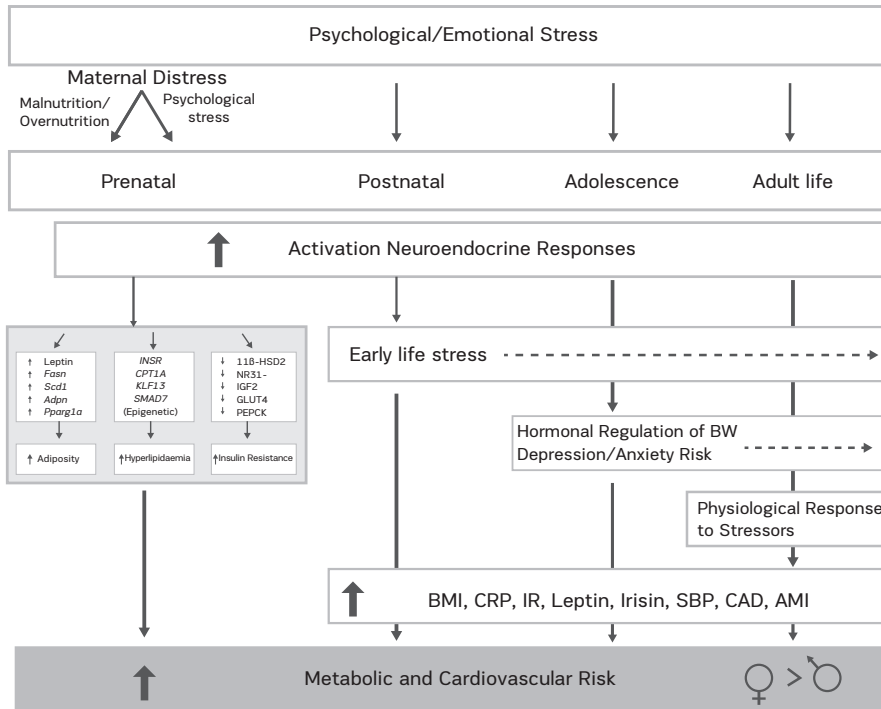 Psychological/Emotional Stress
Maternal Distress
Malnutrition/
Overnutrition
Psychological
stress
Prenatal
Postnatal
Adolescence
Adult life
Activation Neuroendocrine Responses
Leptin
Fasn
Scd1
Adpn
Pparg1a
INSR
CPT1A
KLF13
SMAD7
(Epigenetic)
11ß-HSD2
NR31-
IGF2
GLUT4
PEPCK
Adiposity
Hyperlipidaemia
Insulin Resistance
Early life stress
Hormonal Regulation of BW
Depression/Anxiety Risk
Physiological Response
to Stressors
BMI, CRP, IR, Leptin, Irisin, SBP, CAD, AMI
Metabolic and Cardiovascular Risk
♀ > ♂